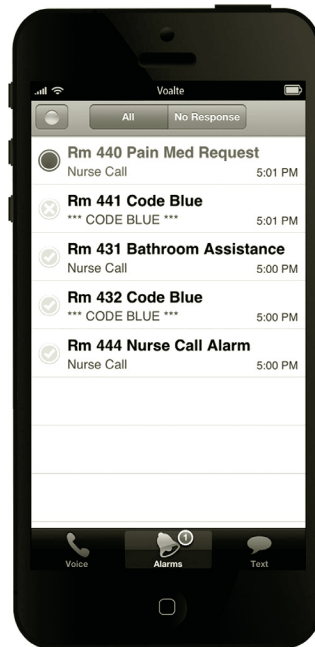 Voalte
All No Response
Rm 440 Pain Med Request
Nurse Call 5:01 PM
Rm 441 Code Blue
*** CODE BLUE *** 5:01 PM
Rm 431 Bathroom Assistance
Nurse Call 5:00 PM
Rm 432 Code Blue
*** CODE BLUE *** 5:00 PM
Rm 444 Nurse Call Alarm
Nurse Call 5:00 PM
1
Voice Alarms Text